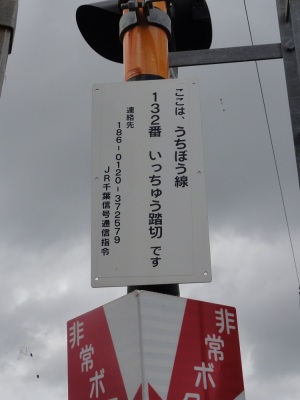 ここは、うちぼう線
132番　いっちゅう踏切です
連絡先
186-0120-372579
JR千葉信号通信指令
非常ボ
非常ボ